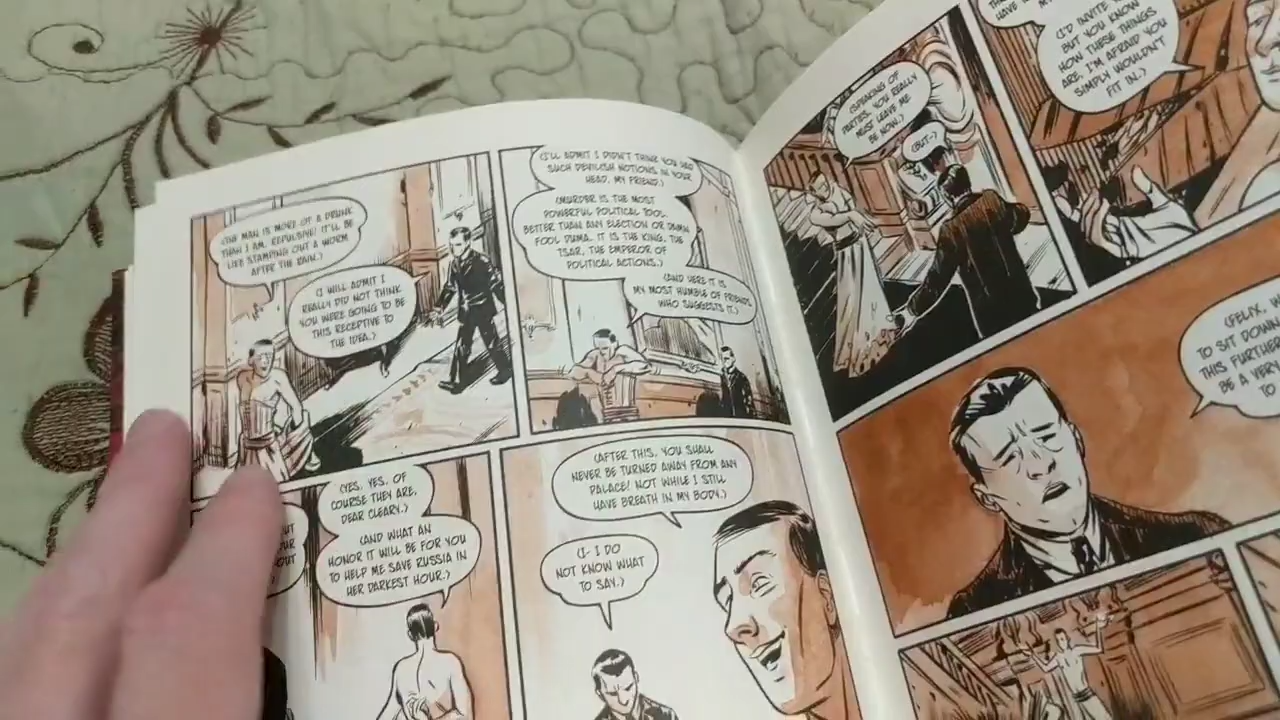 (THE MAN IS MORE OF A DRUNK
THAN I AM. REPULSIVE! IT'LL BE
LIKE STAMPING OUT A WORM
AFTER THE RAIN.)
(I WILL ADMIT I
REALLY DID NOT THINK
YOU WERE GOING TO BE
THIS RECEPTIVE TO
THE IDEA.)
(I'LL ADMIT I DIDN'T THINK YOU HAD
SUCH DEVILISH NOTIONS IN YOUR
HEAD, MY FRIEND.)
(MURDER IS THE MOST
POWERFUL POLITICAL TOOL.
BETTER THAN ANY ELECTION OR DAMN
FOOL DUMA. IT IS THE KING, THE
TSAR, THE EMPEROR OF
POLITICAL ACTIONS.)
(AND HERE IT IS
MY MOST HUMBLE OF FRIENDS
WHO SUGGESTS IT.)
(YES, YES, OF
COURSE THEY ARE,
DEAR CLEARY.)
(AND WHAT AN
HONOR IT WILL BE FOR YOU
TO HELP ME SAVE RUSSIA IN
HER DARKEST HOUR.)
(AFTER THIS, YOU SHALL
NEVER BE TURNED AWAY FROM ANY
PALACE! NOT WHILE I STILL
HAVE BREATH IN MY BODY.)
(I- I DO
NOT KNOW WHAT
TO SAY.)
(SPEAKING OF
PARTIES, YOU REALLY
MUST LEAVE ME
BE NOW.)
(BUT-)
(I'D INVITE
BUT YOU KNOW
HOW THESE THINGS
ARE. I'M AFRAID YOU
SIMPLY WOULDN'T
FIT IN.)
(FELIX,
TO SIT DOWN
THIS FURTHER
BE A VERY
TO